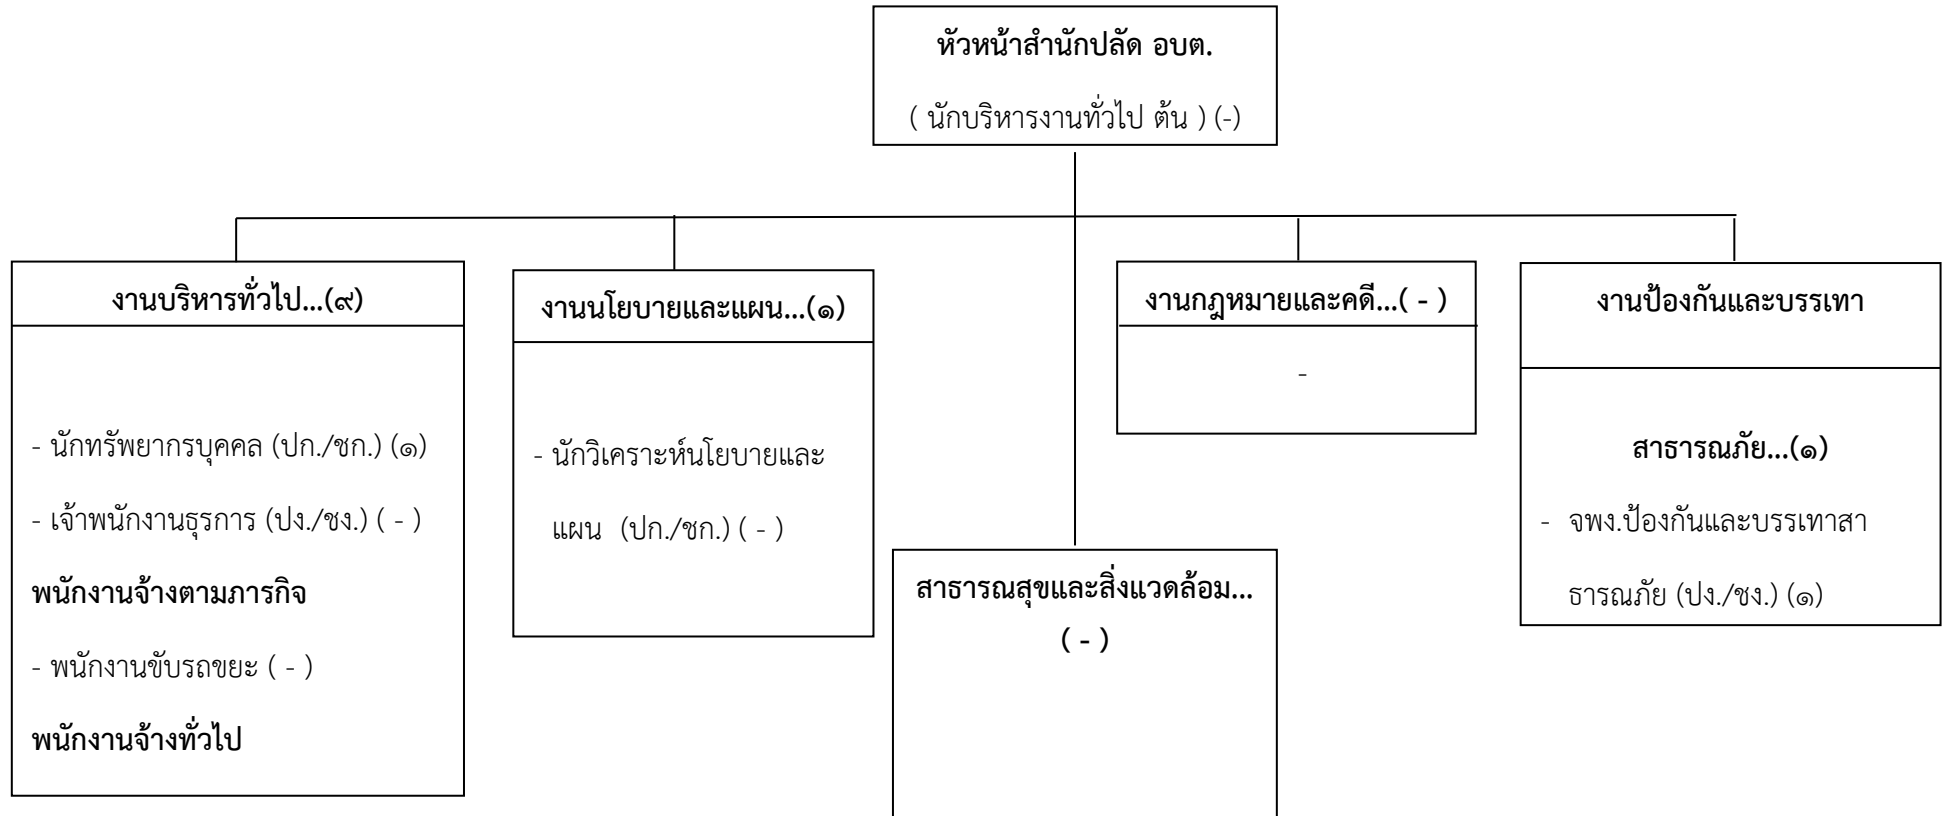 หัวหน้าสำนักปลัด อบต.
( นักบริหารงานทั่วไป ต้น ) (-)
งานบริหารทั่วไป...(๙)
- นักทรัพยากรบุคคล (ปก./ชก.) (๑)
- เจ้าพนักงานธุรการ (ปง./ชง.) ( - )
พนักงานจ้างตามภารกิจ
- พนักงานขับรถขยะ ( - )
พนักงานจ้างทั่วไป
งานนโยบายและแผน...(๑)
- นักวิเคราะห์นโยบายและ
แผน (ปก./ชก.) ( - )
สาธารณสุขและสิ่งแวดล้อม...
( - )
งานกฎหมายและคดี...( - )
-
งานป้องกันและบรรเทา
สาธารณภัย...(๑)
- จพง.ป้องกันและบรรเทาสา
ธารณภัย (ปง./ชง.) (๑)